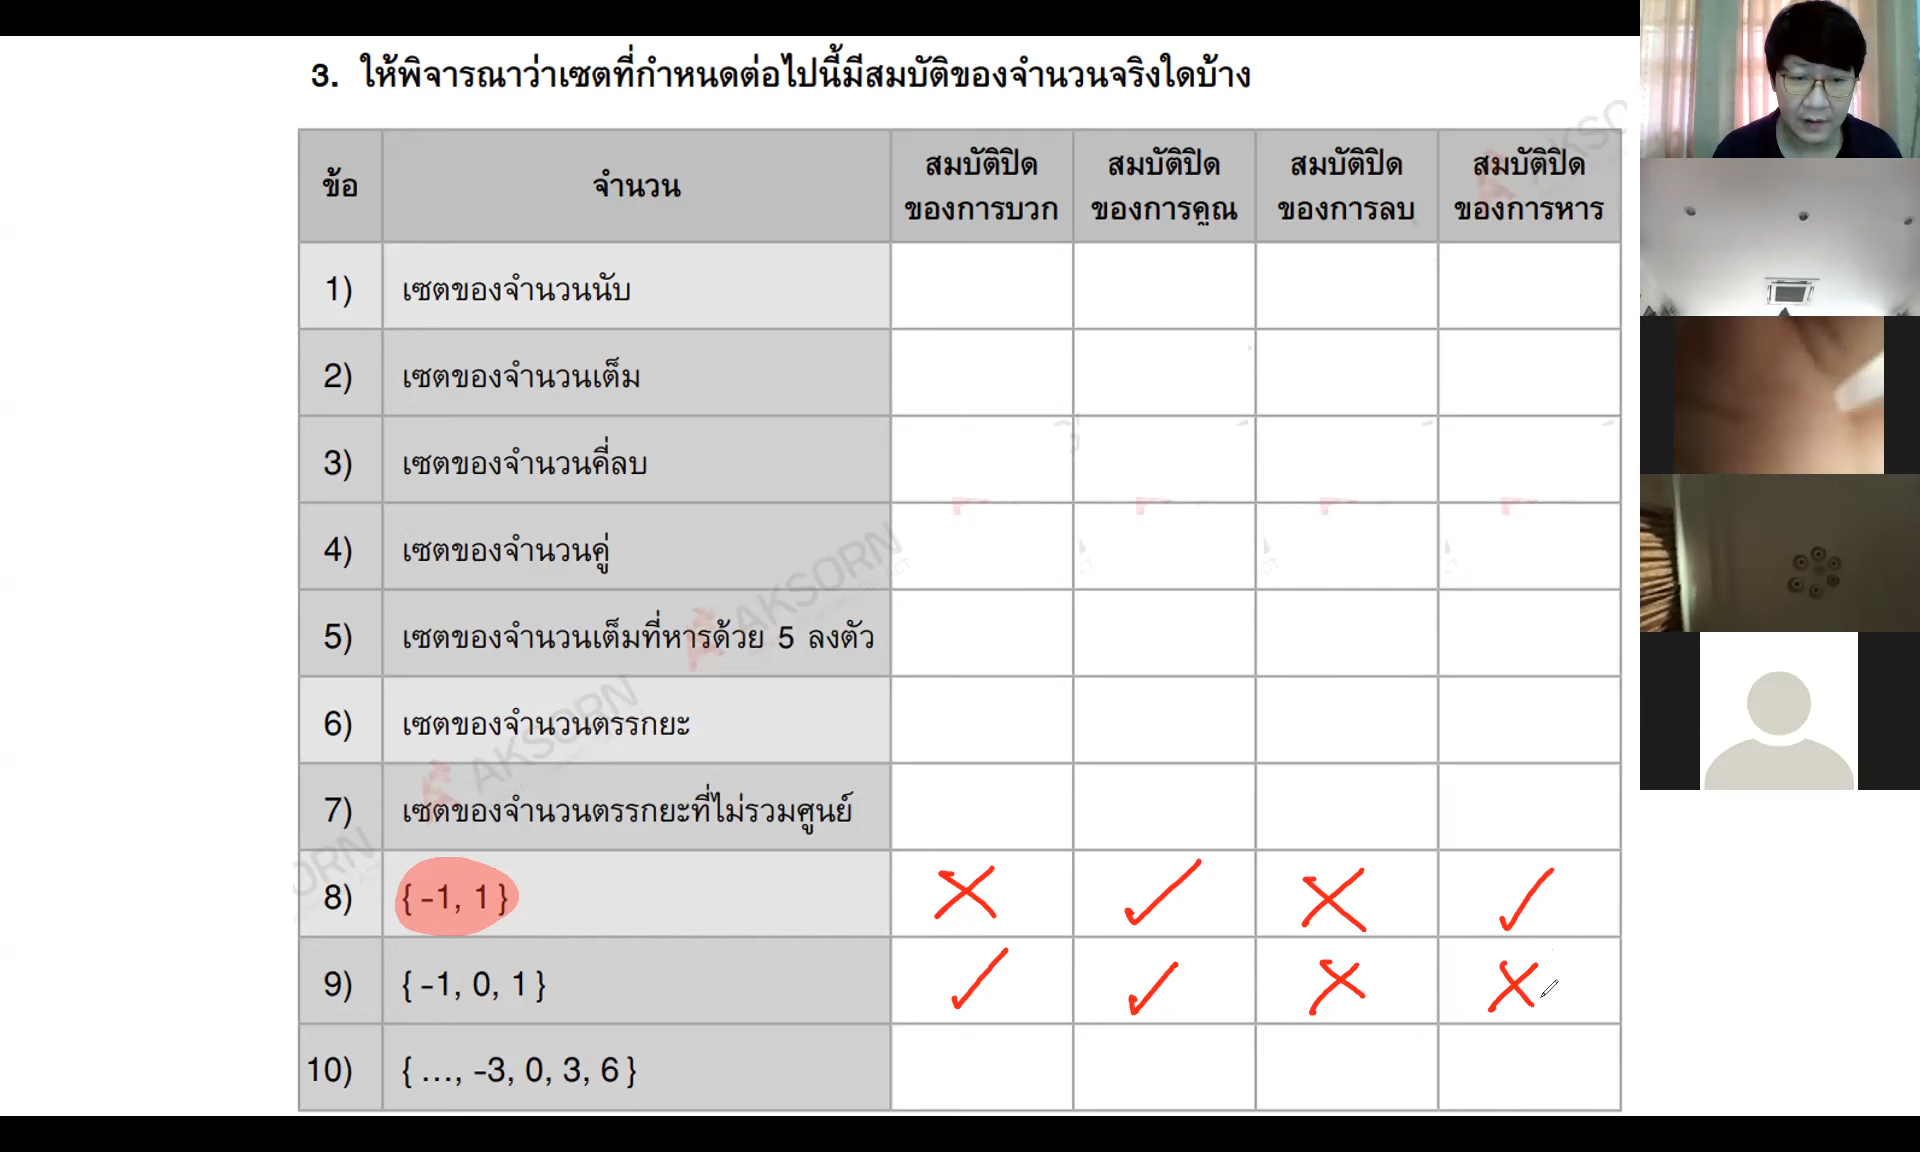 3. ให้พิจารณาว่าเซตที่กำหนดต่อไปนี้มีสมบัติของจำนวนจริงใดบ้าง
ข้อ จำนวน สมบัติปิดของการบวก สมบัติปิดของการคูณ สมบัติปิดของการลบ สมบัติปิดของการหาร
1) เซตของจำนวนนับ
2) เซตของจำนวนเต็ม
3) เซตของจำนวนคี่ลบ
4) เซตของจำนวนคู่
5) เซตของจำนวนเต็มที่หารด้วย 5 ลงตัว
6) เซตของจำนวนตรรกยะ
7) เซตของจำนวนตรรกยะที่ไม่รวมศูนย์
8) { -1, 1 } ✗ ✓ ✗ ✓
9) { -1, 0, 1 } ✓ ✓ ✗ ✗
10) { ..., -3, 0, 3, 6 }
AKSORN
AKSORN